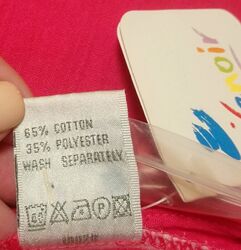 65% COTTON
35% POLYESTER
WASH SEPARATELY